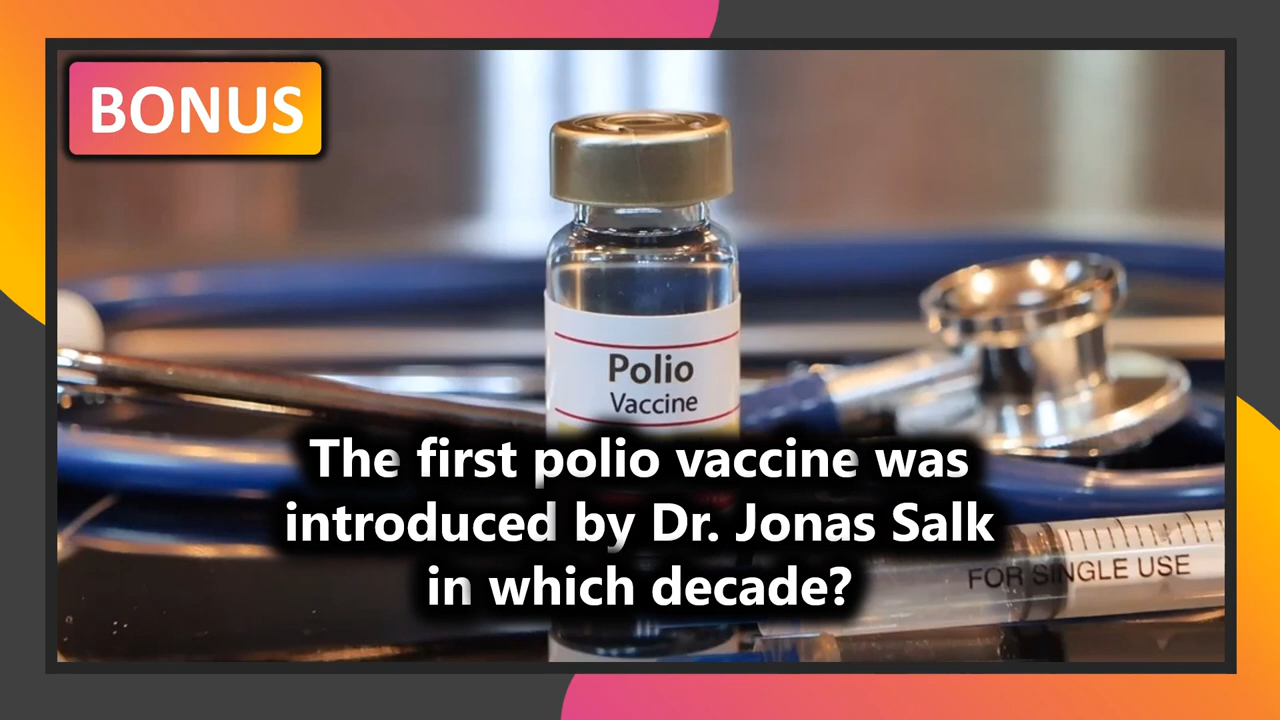 BONUS
Polio
Vaccine
The first polio vaccine was
introduced by Dr. Jonas Salk
in which decade?
FOR SINGLE USE